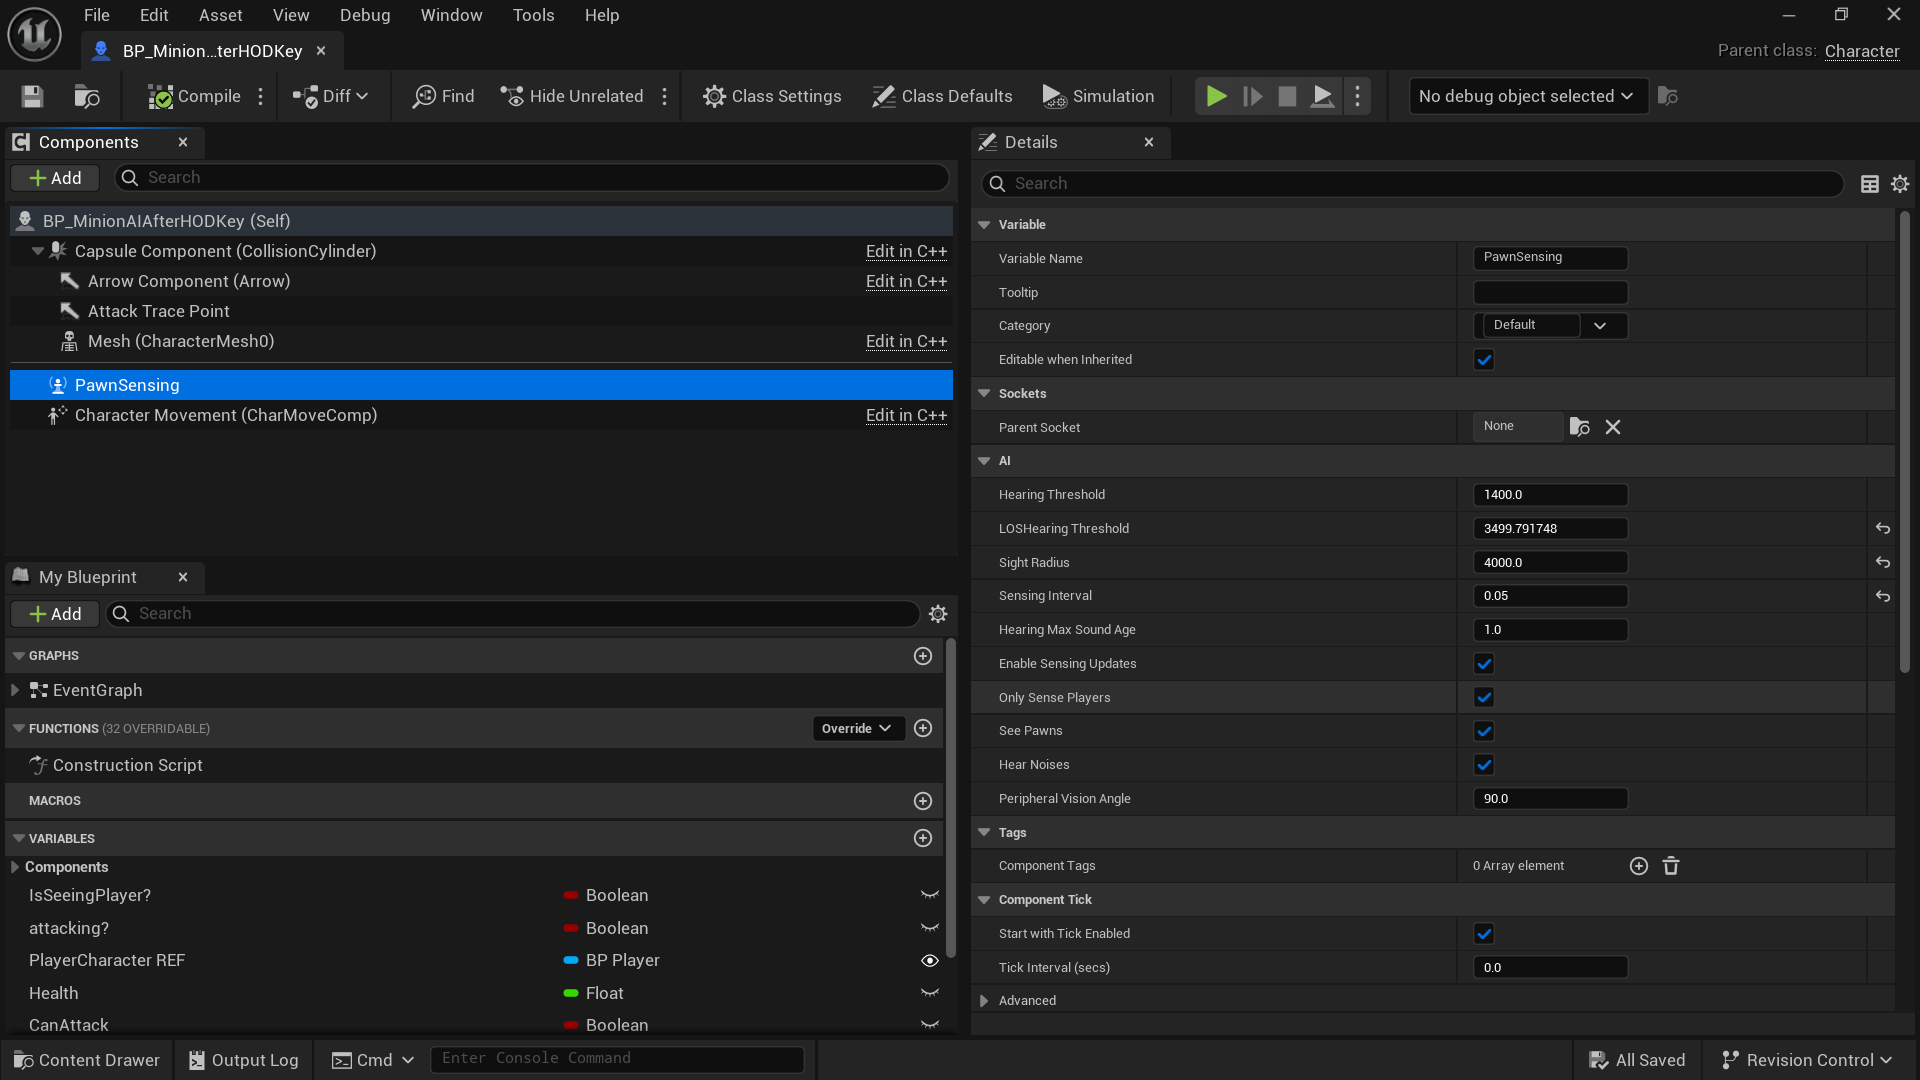 File Edit Asset View Debug Window Tools Help
BP_Minion...terHODKey
Parent class: Character
Compile Diff Find Hide Unrelated Class Settings Class Defaults Simulation No debug object selected
Components
Add Search
BP_MinionAIAfterHODKey (Self)
Capsule Component (CollisionCylinder) Edit in C++
Arrow Component (Arrow) Edit in C++
Attack Trace Point
Mesh (CharacterMesh0) Edit in C++
PawnSensing
Character Movement (CharMoveComp) Edit in C++
My Blueprint
Add Search
GRAPHS
EventGraph
FUNCTIONS (32 OVERRIDABLE) Override
Construction Script
MACROS
VARIABLES
Components
IsSeeingPlayer? Boolean
attacking? Boolean
PlayerCharacter REF BP Player
Health Float
CanAttack Boolean
Details
Search
Variable
Variable Name PawnSensing
Tooltip
Category Default
Editable when Inherited
Sockets
Parent Socket None
AI
Hearing Threshold 1400.0
LOSHearing Threshold 3499.791748
Sight Radius 4000.0
Sensing Interval 0.05
Hearing Max Sound Age 1.0
Enable Sensing Updates
Only Sense Players
See Pawns
Hear Noises
Peripheral Vision Angle 90.0
Tags
Component Tags 0 Array element
Component Tick
Start with Tick Enabled
Tick Interval (secs) 0.0
Advanced
Content Drawer Output Log Cmd Enter Console Command All Saved Revision Control